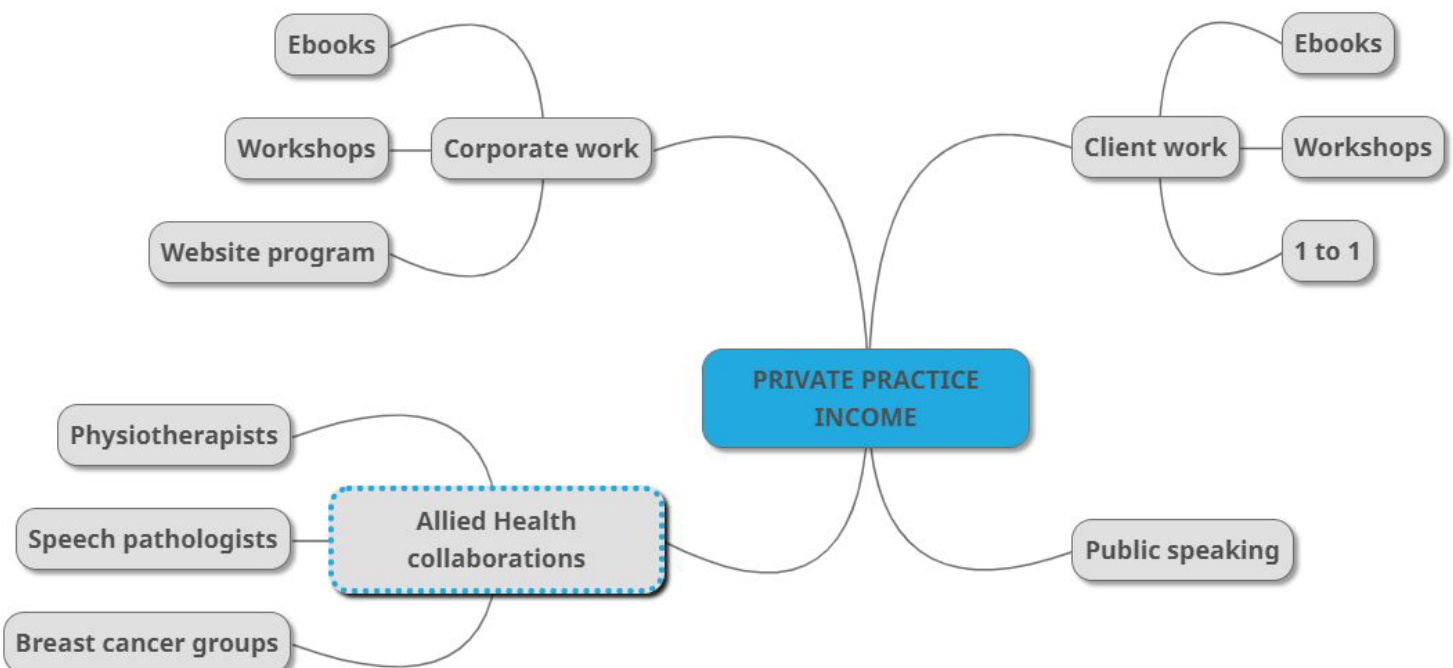 Ebooks
Workshops
Corporate work
Website program
Ebooks
Client work
Workshops
1 to 1
PRIVATE PRACTICE
INCOME
Physiotherapists
Speech pathologists
Allied Health
collaborations
Breast cancer groups
Public speaking